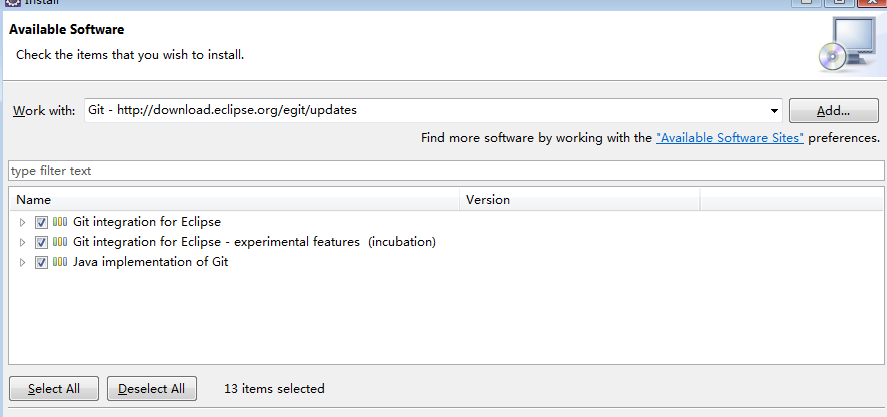 Install
Available Software
Check the items that you wish to install.
Work with: Git - http://download.eclipse.org/egit/updates Add...
Find more software by working with the "Available Software Sites" preferences.
type filter text
Name Version
Git integration for Eclipse
Git integration for Eclipse - experimental features (incubation)
Java implementation of Git
Select All Deselect All 13 items selected